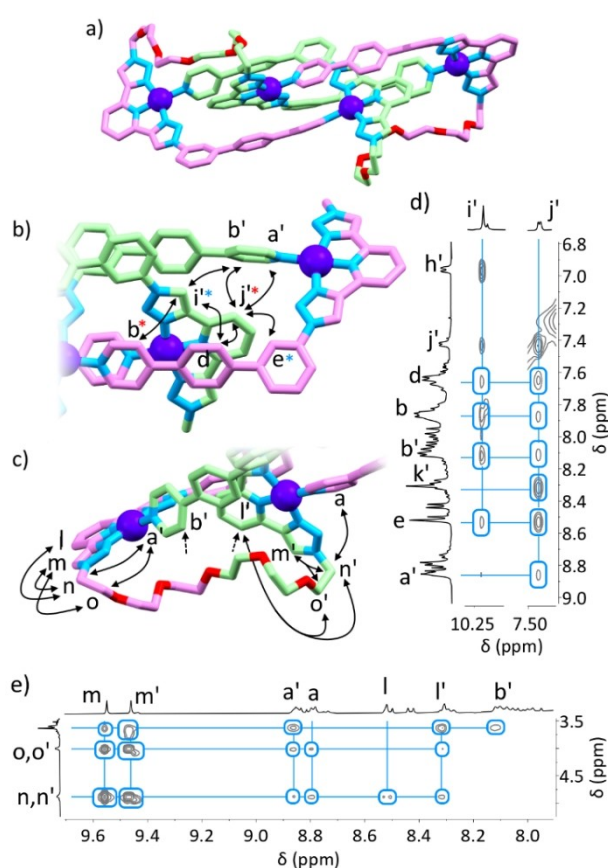 a)
b)
b'
a'
i'*
j'*
b*
d
e*
c)
l
m
n
o
a'
b'
l'
m'
n'
o'
a
d)
i'
j'
h'
j'
d
b
b'
k'
e
a'
6.8
7.0
7.2
7.4
7.6
7.8
8.0
8.2
8.4
8.6
8.8
9.0
δ (ppm)
10.25 7.50
δ (ppm)
e)
m m' a' a l l' b'
o,o'
n,n'
3.5
4.5
δ (ppm)
9.6 9.4 9.2 9.0 8.8 8.6 8.4 8.2 8.0
δ (ppm)